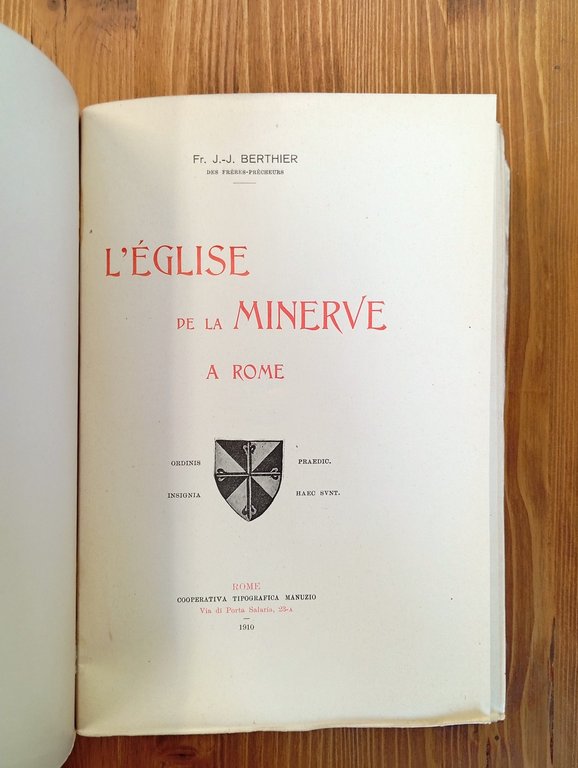 Fr. J.-J. BERTHIER
DES FRÈRES-PRÊCHEURS
L'ÉGLISE
DE LA MINERVE
A ROME
ORDINIS PRAEDIC.
INSIGNIA HAEC SVNT.
ROME
COOPERATIVA TIPOGRAFICA MANUZIO
Via di Porta Salaria, 23-A
1910